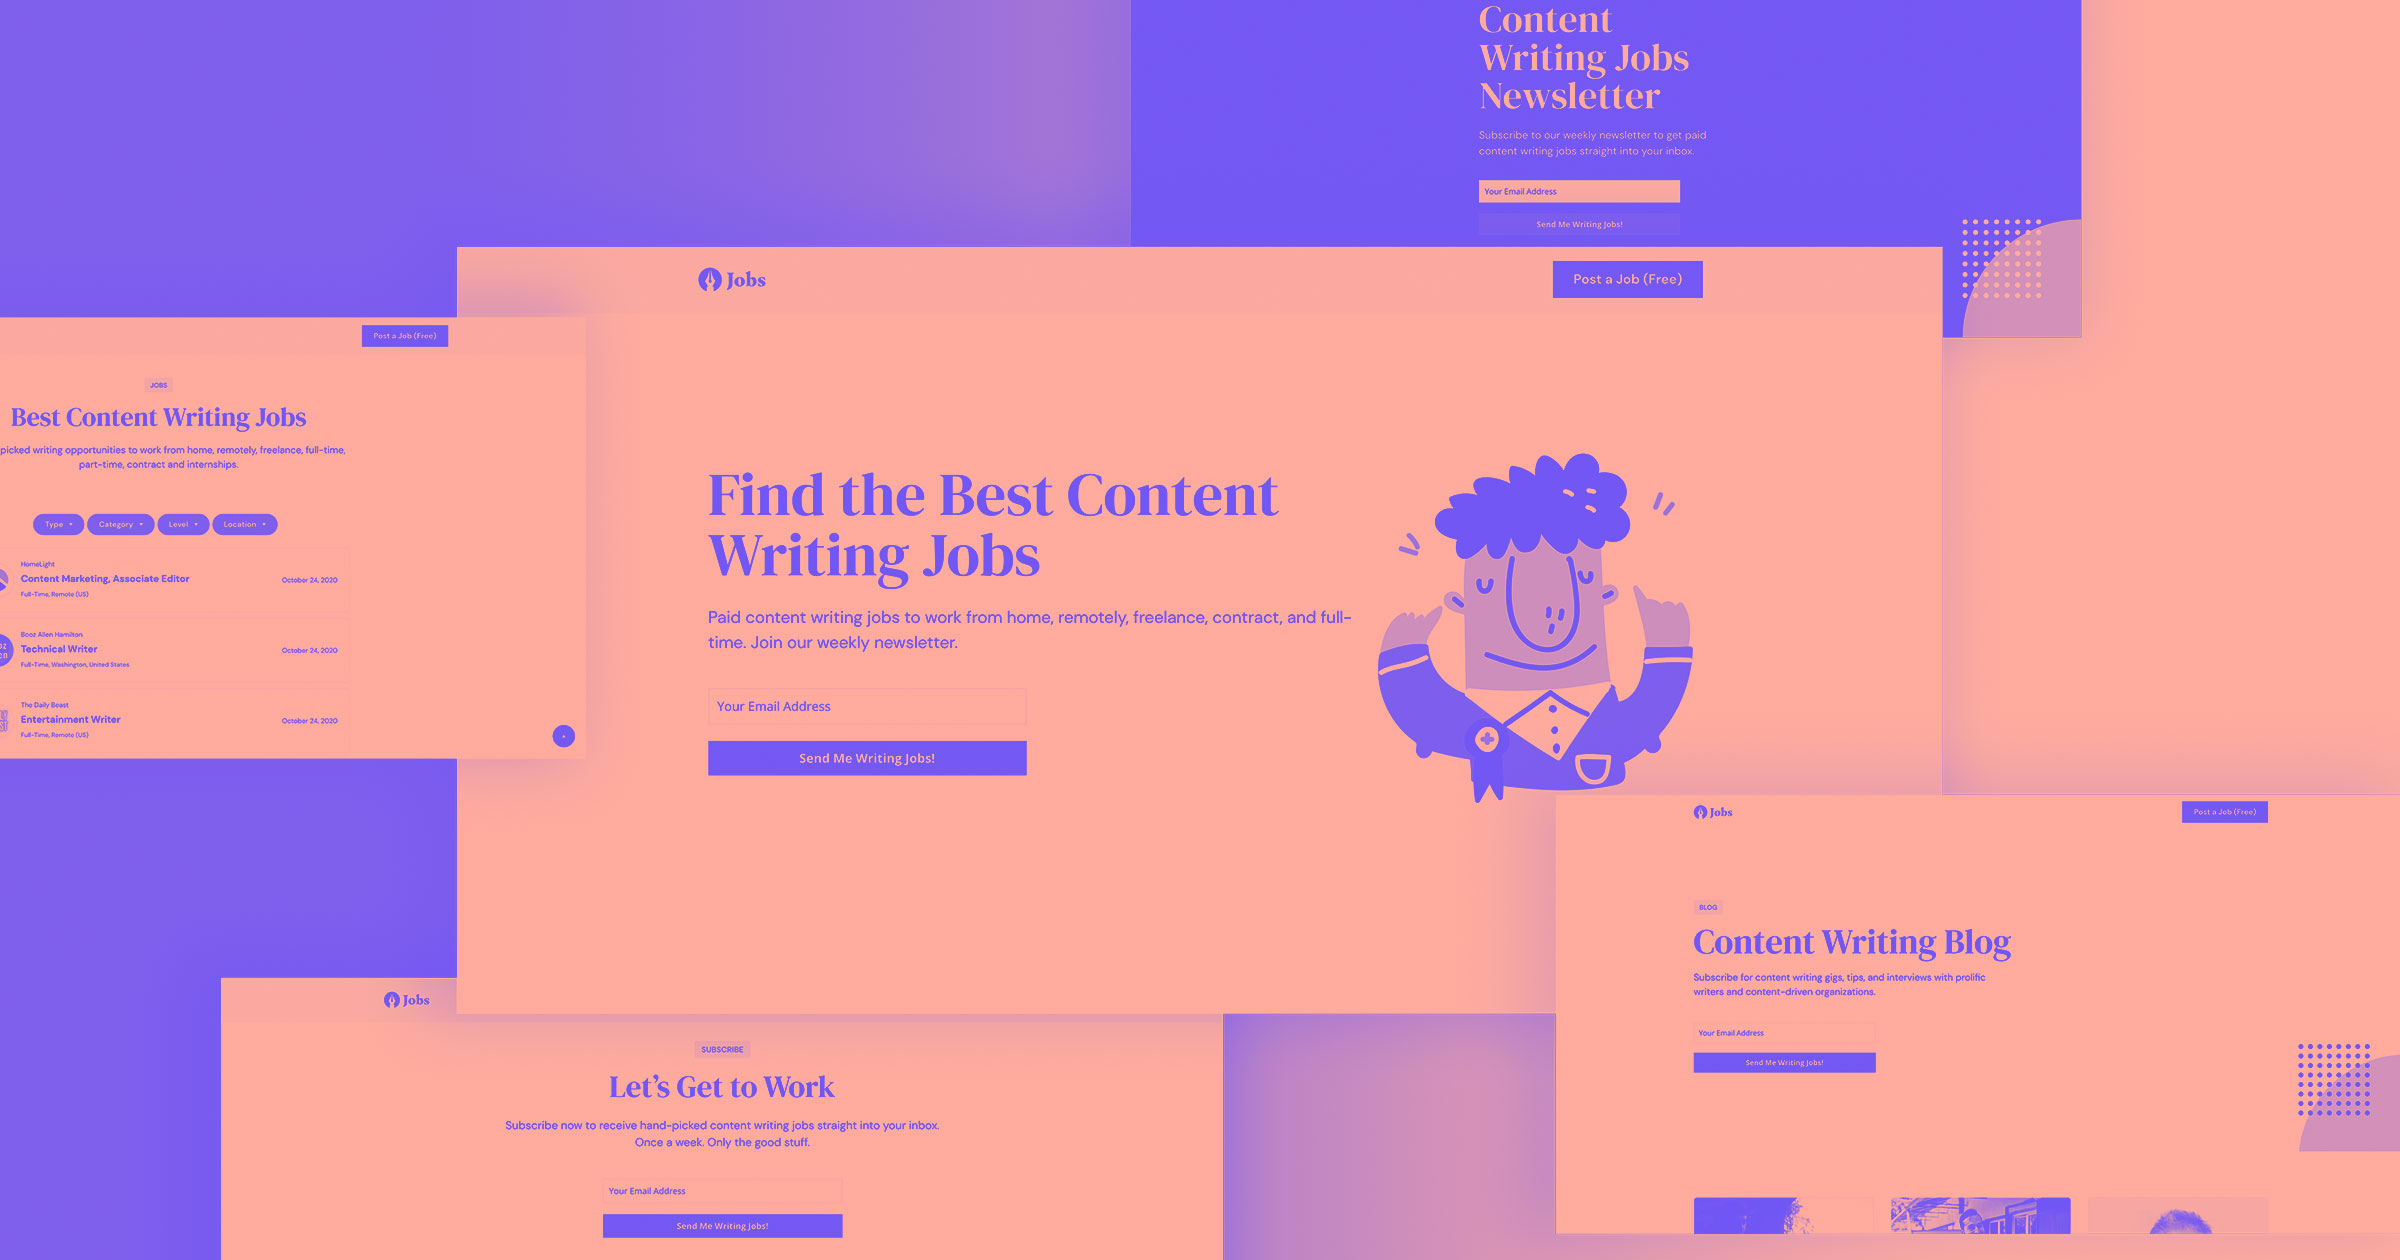 Content
Writing Jobs
Newsletter
Subscribe to our weekly newsletter to get paid
content writing jobs straight into your inbox.
Your Email Address
Send Me Writing Jobs!
Jobs
Post a Job (Free)
Find the Best Content
Writing Jobs
Paid content writing jobs to work from home, remotely, freelance, contract, and full-
time. Join our weekly newsletter.
Your Email Address
Send Me Writing Jobs!
Post a Job (Free)
JOBS
Best Content Writing Jobs
picked writing opportunities to work from home, remotely, freelance, full-time,
part-time, contract and internships.
Type Category Level Location
HomeLight
Content Marketing, Associate Editor
October 24, 2020
Full-Time, Remote (US)
Booz Allen Hamilton
Technical Writer
October 24, 2020
Full-Time, Washington, United States
The Daily Beast
Entertainment Writer
October 24, 2020
Full-Time, Remote (US)
Jobs
Post a Job (Free)
BLOG
Content Writing Blog
Subscribe for content writing gigs, tips, and interviews with prolific
writers and content-driven organizations.
Your Email Address
Send Me Writing Jobs!
Jobs
SUBSCRIBE
Let's Get to Work
Subscribe now to receive hand-picked content writing jobs straight into your inbox.
Once a week. Only the good stuff.
Your Email Address
Send Me Writing Jobs!